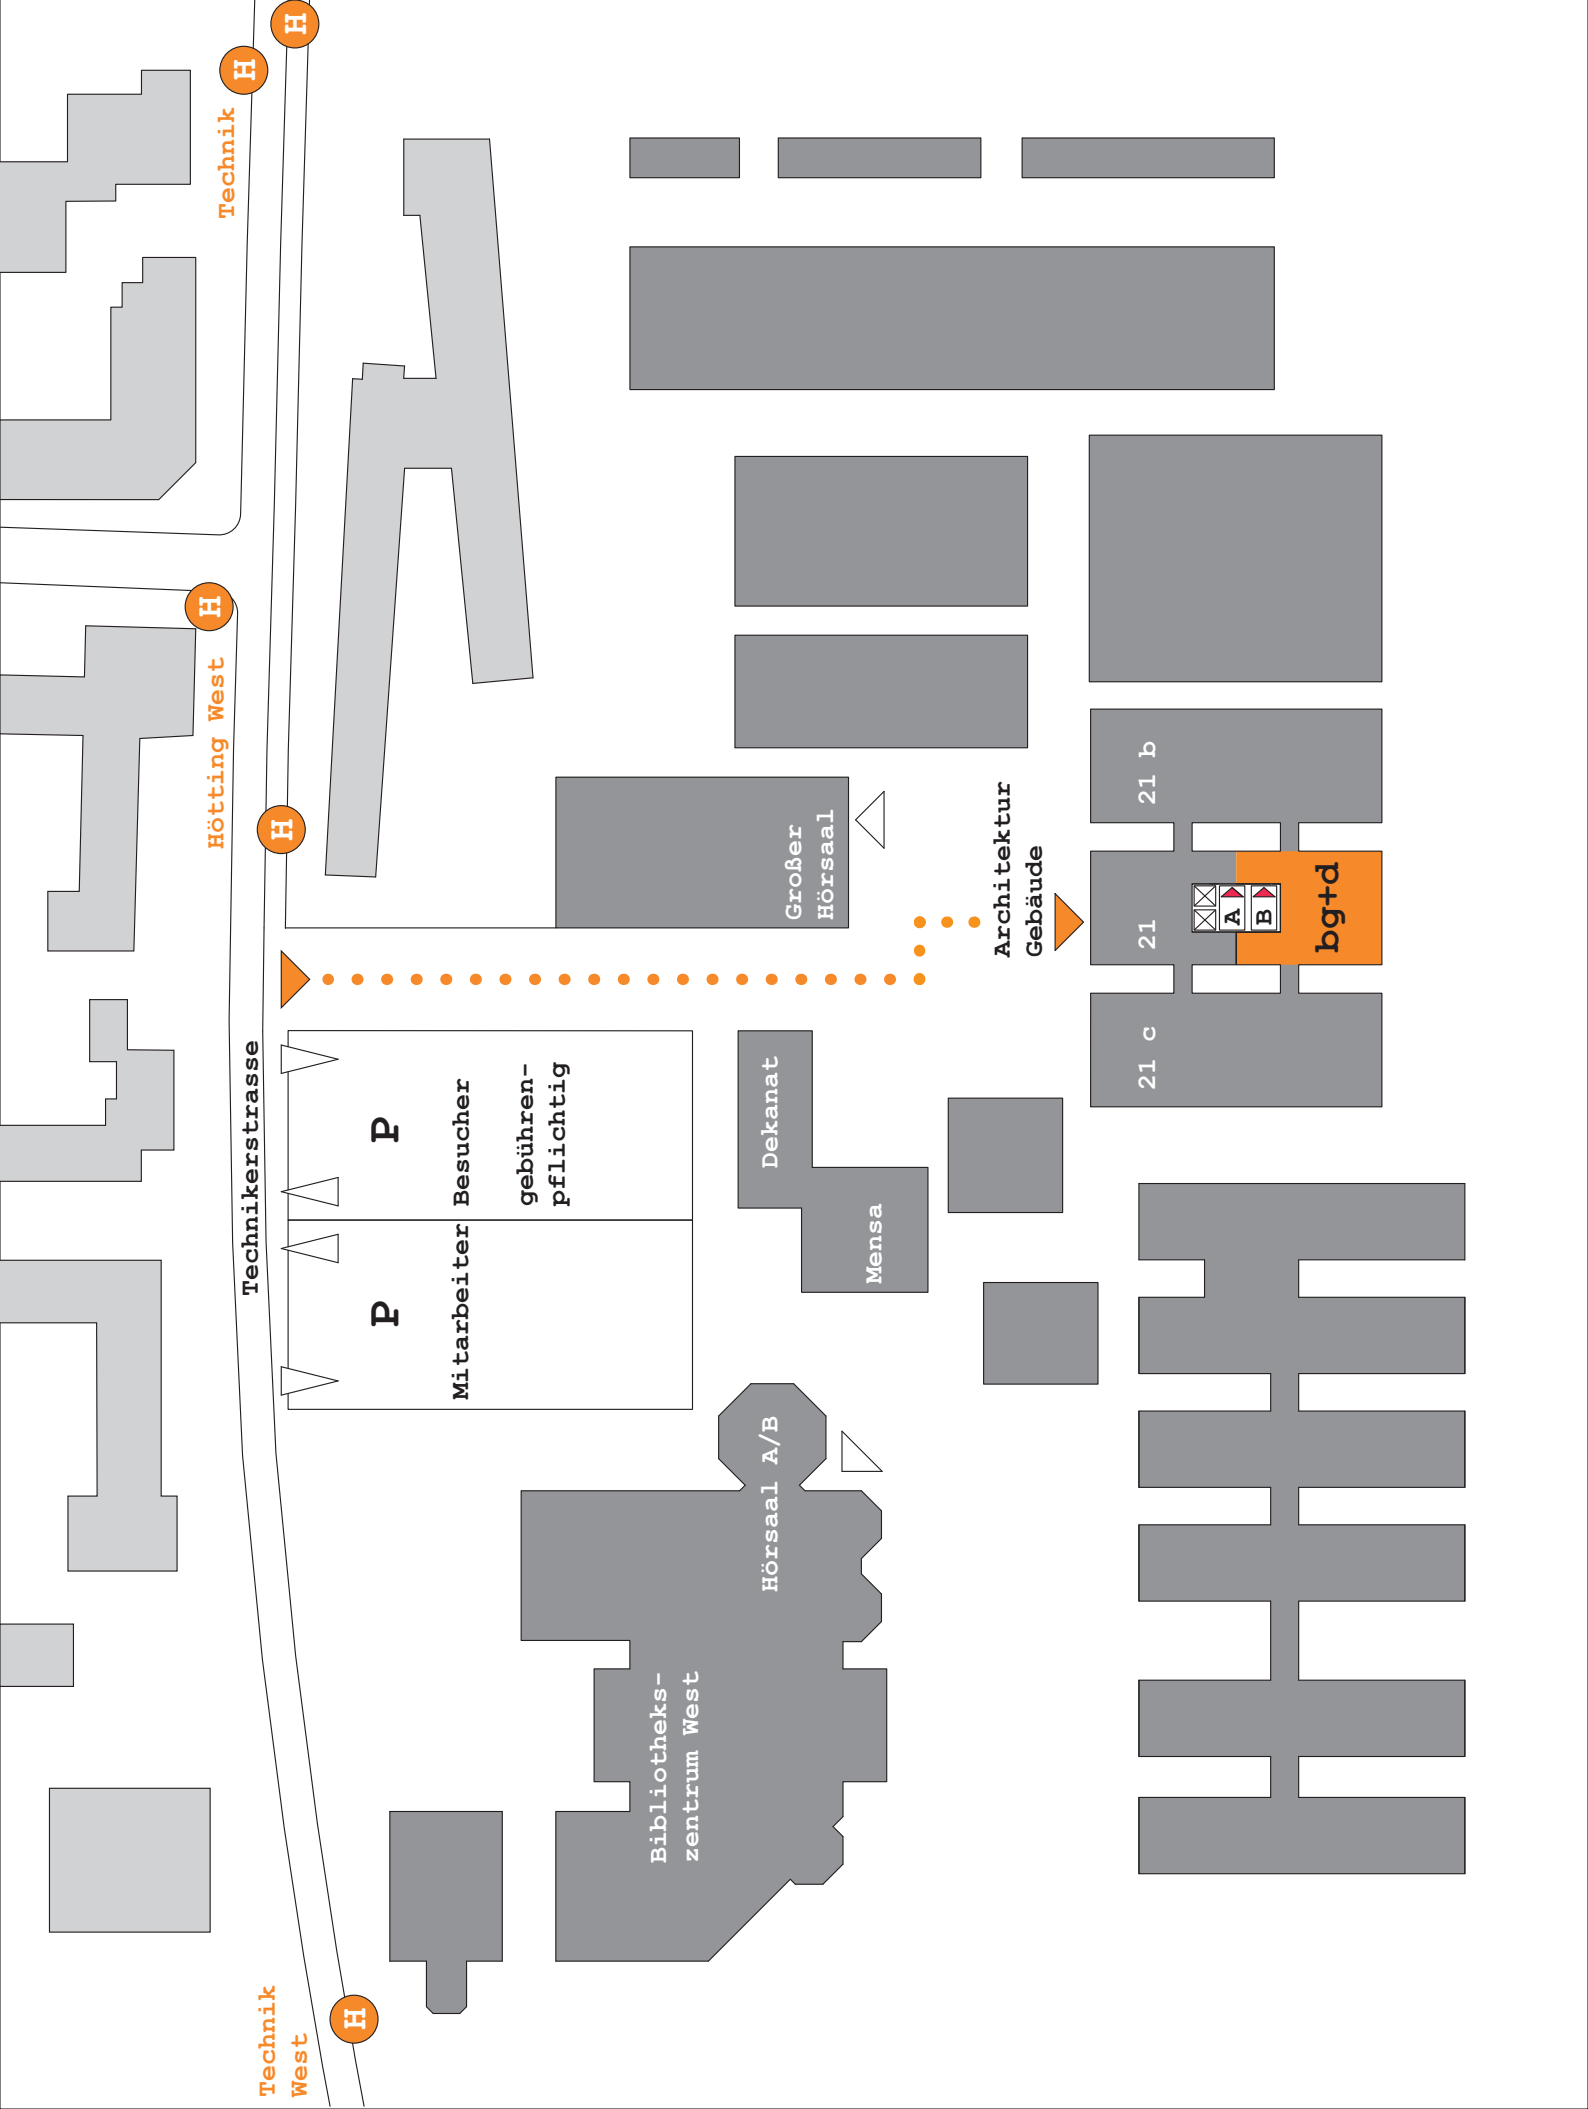 H
H
Technik
H
Hötting West
H
Technikerstrasse
Technik
West
H
P
Mitarbeiter
P
Besucher
gebühren-
pflichtig
Großer
Hörsaal
Dekanat
Mensa
Hörsaal A/B
Bibliotheks-
zentrum West
Architektur
Gebäude
21 b
21
21 c
A
B
bg+d